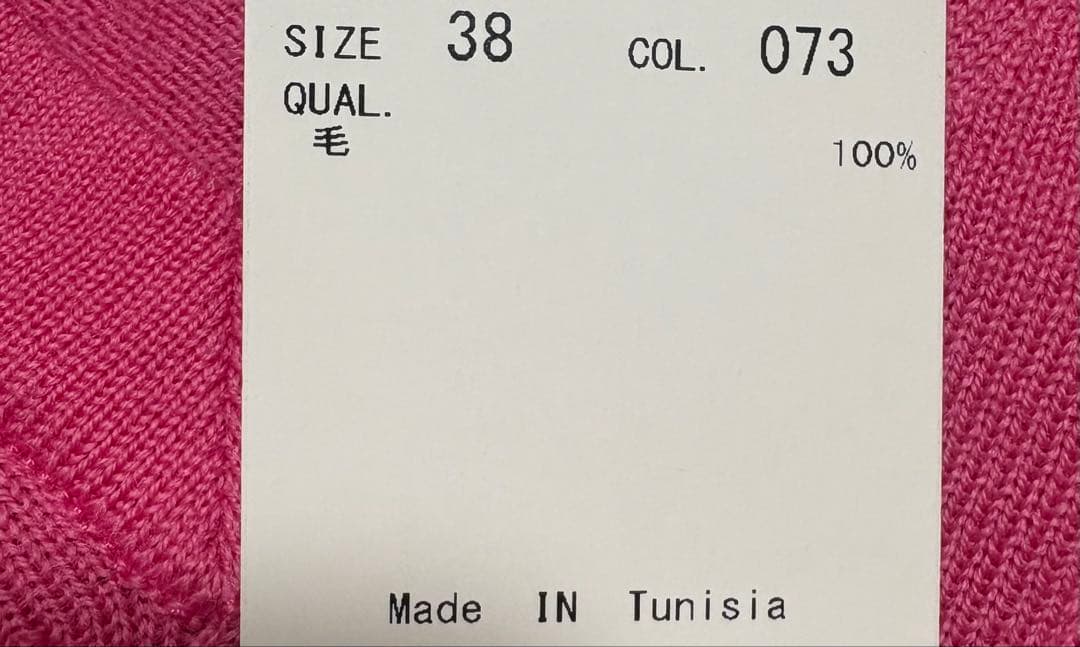 SIZE 38 COL. 073
QUAL.
毛 100%
Made IN Tunisia